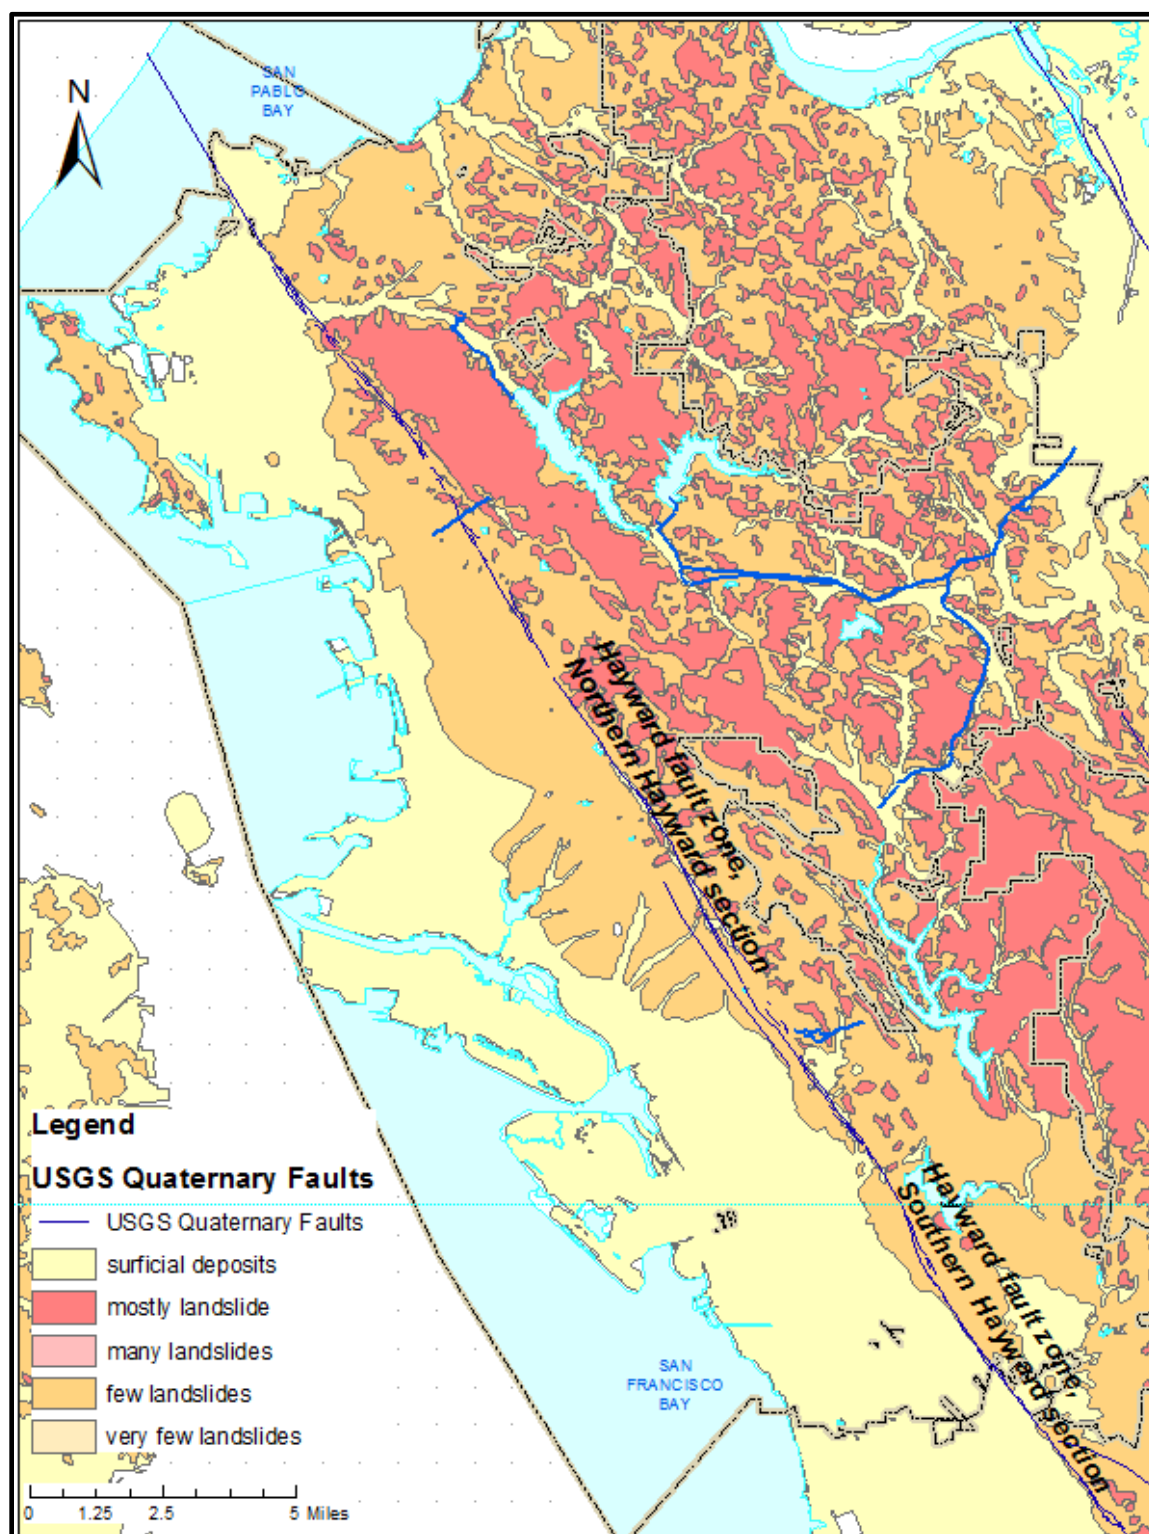 SAN
PABLO
BAY
N
Hayward fault zone,
Northern Hayward section
Legend
USGS Quaternary Faults
USGS Quaternary Faults
surficial deposits
mostly landslide
many landslides
few landslides
very few landslides
0 1.25 2.5 5 Miles
Hayward fault zone,
Southern Hayward section
SAN
FRANCISCO
BAY